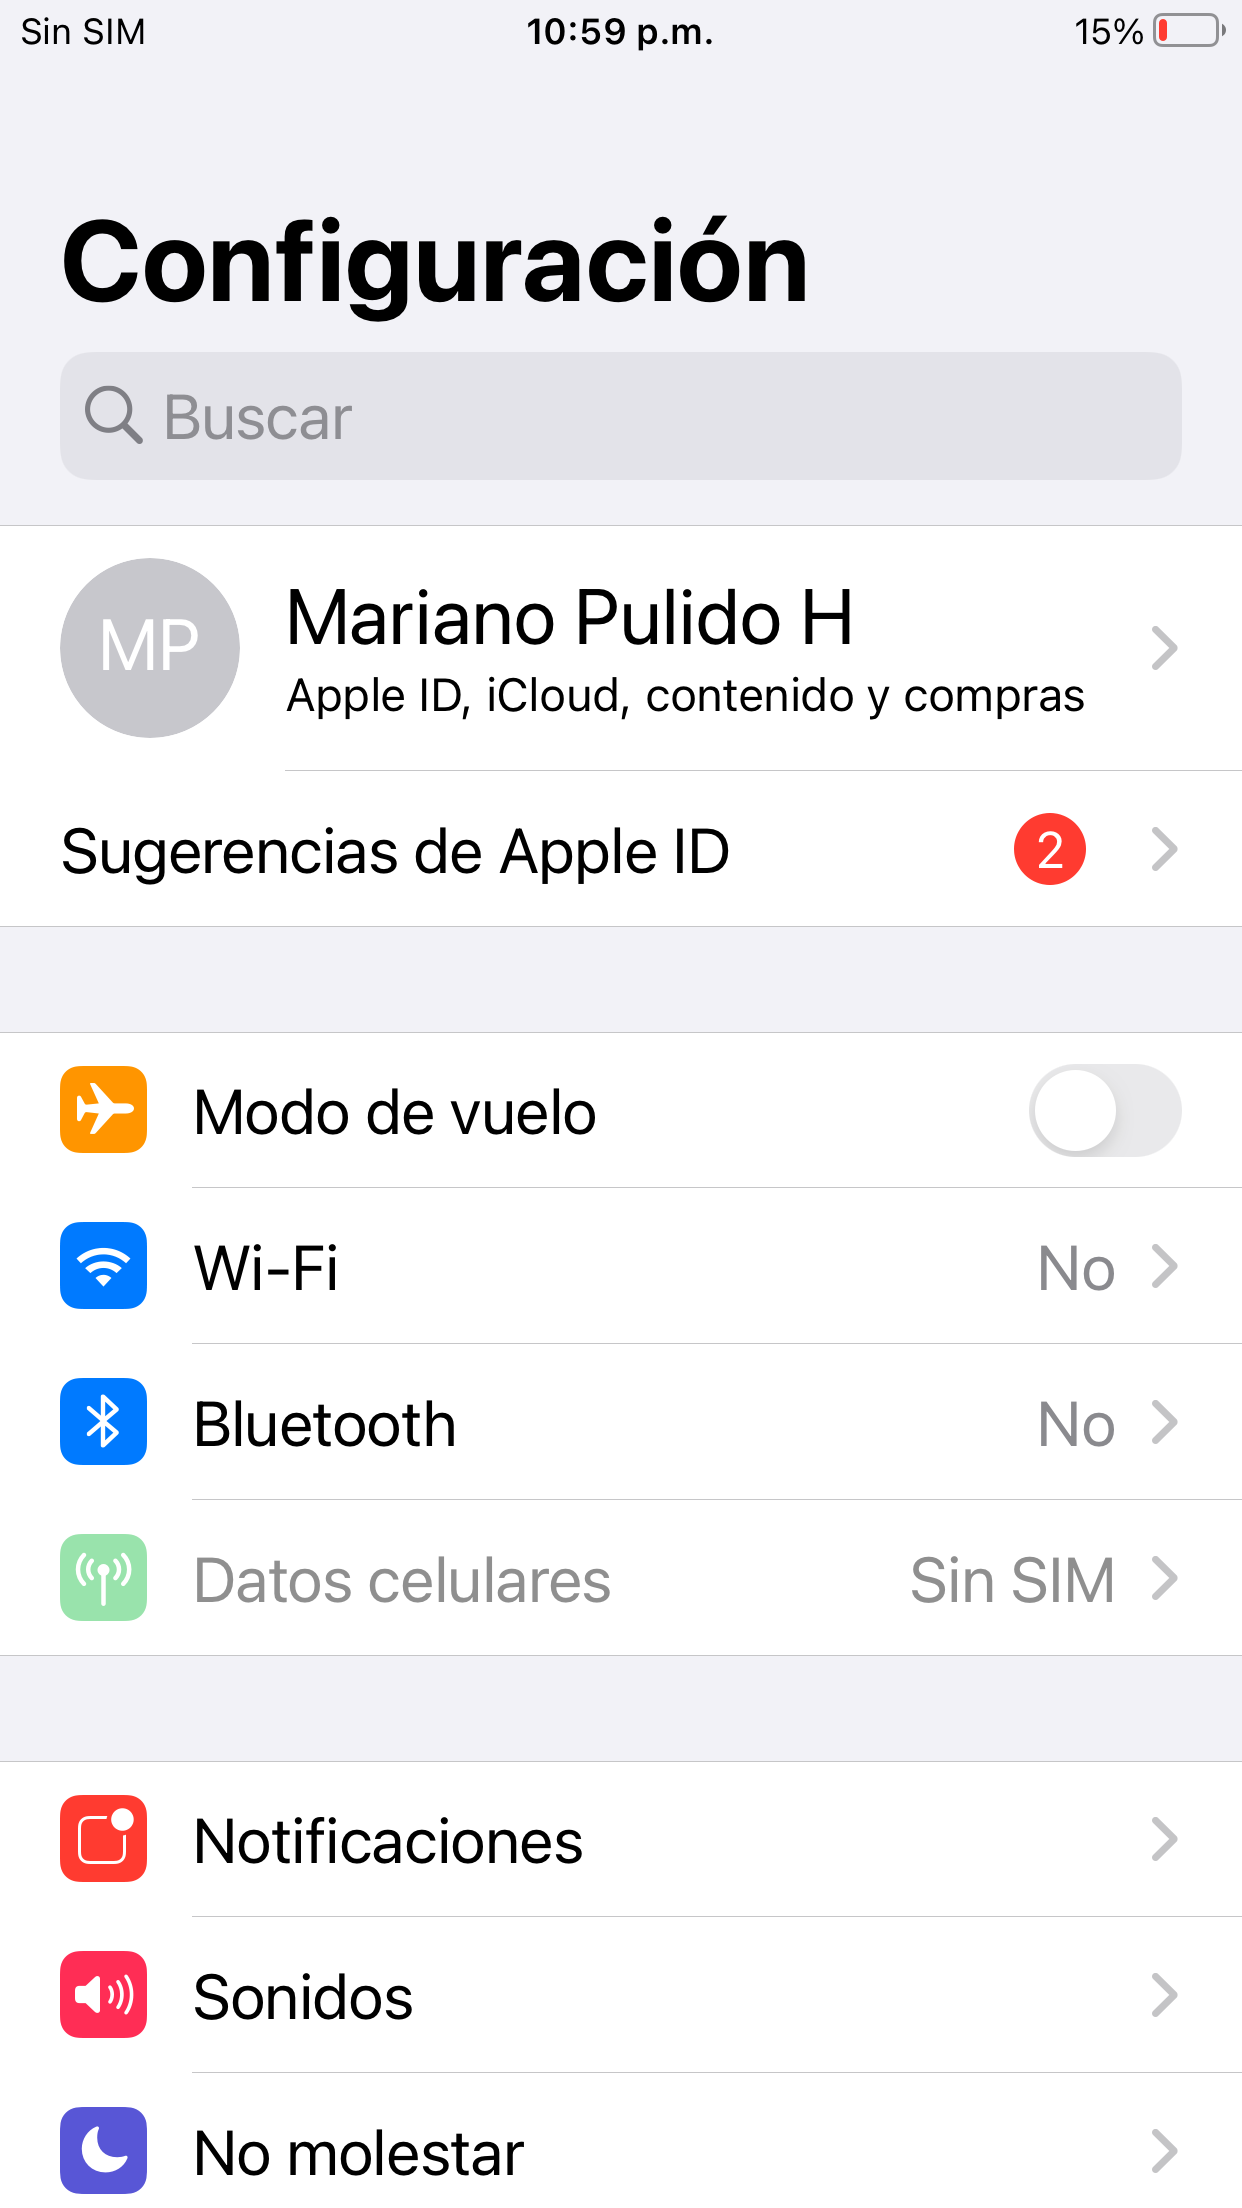 Sin SIM 10:59 p.m. 15%
Configuración
Buscar
MP
Mariano Pulido H
Apple ID, iCloud, contenido y compras
Sugerencias de Apple ID 2
Modo de vuelo
Wi-Fi No
Bluetooth No
Datos celulares Sin SIM
Notificaciones
Sonidos
No molestar